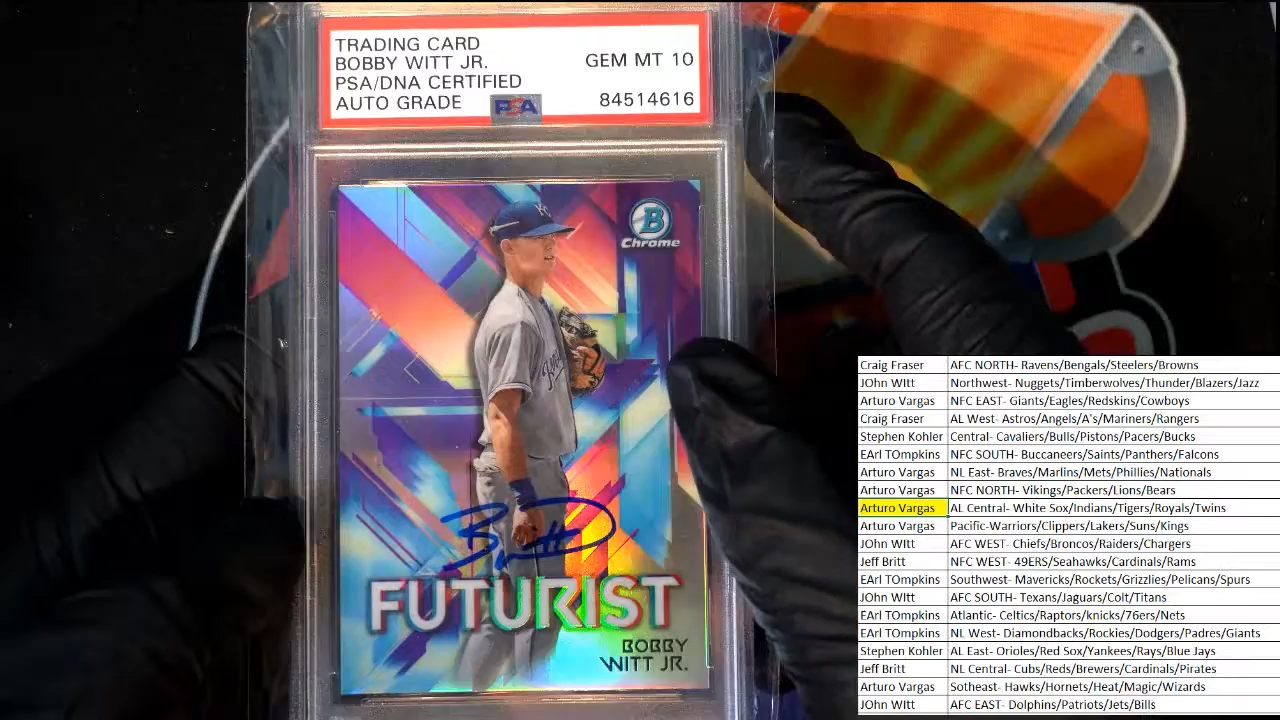 TRADING CARD
BOBBY WITT JR.
PSA/DNA CERTIFIED
AUTO GRADE
GEM MT 10
PSA
84514616
KC
B
Chrome
Royals
B Witt
FUTURIST
BOBBY
WITT JR.
Craig Fraser AFC NORTH- Ravens/Bengals/Steelers/Browns
JOhn WItt Northwest- Nuggets/Timberwolves/Thunder/Blazers/Jazz
Arturo Vargas NFC EAST- Giants/Eagles/Redskins/Cowboys
Craig Fraser AL West- Astros/Angels/A's/Mariners/Rangers
Stephen Kohler Central- Cavaliers/Bulls/Pistons/Pacers/Bucks
EArl TOmpkins NFC SOUTH- Buccaneers/Saints/Panthers/Falcons
Arturo Vargas NL East- Braves/Marlins/Mets/Phillies/Nationals
Arturo Vargas NFC NORTH- Vikings/Packers/Lions/Bears
Arturo Vargas AL Central- White Sox/Indians/Tigers/Royals/Twins
Arturo Vargas Pacific-Warriors/Clippers/Lakers/Suns/Kings
JOhn WItt AFC WEST- Chiefs/Broncos/Raiders/Chargers
Jeff Britt NFC WEST- 49ERS/Seahawks/Cardinals/Rams
EArl TOmpkins Southwest- Mavericks/Rockets/Grizzlies/Pelicans/Spurs
JOhn WItt AFC SOUTH- Texans/Jaguars/Colt/Titans
EArl TOmpkins Atlantic- Celtics/Raptors/knicks/76ers/Nets
EArl TOmpkins NL West- Diamondbacks/Rockies/Dodgers/Padres/Giants
Stephen Kohler AL East- Orioles/Red Sox/Yankees/Rays/Blue Jays
Jeff Britt NL Central- Cubs/Reds/Brewers/Cardinals/Pirates
Arturo Vargas Sotheast- Hawks/Hornets/Heat/Magic/Wizards
JOhn WItt AFC EAST- Dolphins/Patriots/Jets/Bills